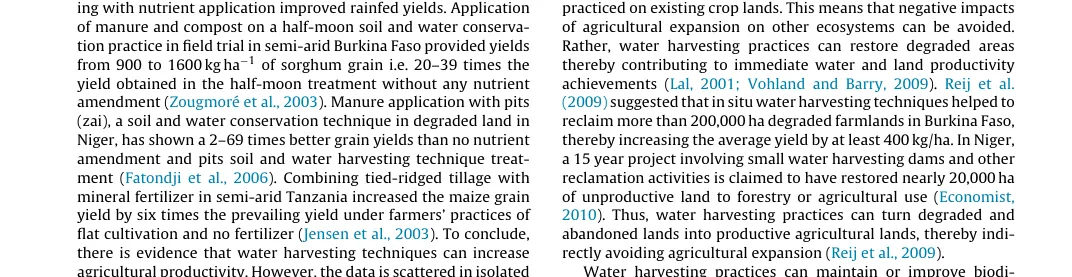 ing with nutrient application improved rainfed yields. Application
of manure and compost on a half-moon soil and water conserva-
tion practice in field trial in semi-arid Burkina Faso provided yields
from 900 to 1600 kg ha−1 of sorghum grain i.e. 20–39 times the
yield obtained in the half-moon treatment without any nutrient
amendment (Zougmoré et al., 2003). Manure application with pits
(zai), a soil and water conservation technique in degraded land in
Niger, has shown a 2–69 times better grain yields than no nutrient
amendment and pits soil and water harvesting technique treat-
ment (Fatondji et al., 2006). Combining tied-ridged tillage with
mineral fertilizer in semi-arid Tanzania increased the maize grain
yield by six times the prevailing yield under farmers' practices of
flat cultivation and no fertilizer (Jensen et al., 2003). To conclude,
there is evidence that water harvesting techniques can increase
agricultural productivity. However, the data is scattered in isolated
practiced on existing crop lands. This means that negative impacts
of agricultural expansion on other ecosystems can be avoided.
Rather, water harvesting practices can restore degraded areas
thereby contributing to immediate water and land productivity
achievements (Lal, 2001; Vohland and Barry, 2009). Reij et al.
(2009) suggested that in situ water harvesting techniques helped to
reclaim more than 200,000 ha degraded farmlands in Burkina Faso,
thereby increasing the average yield by at least 400 kg/ha. In Niger,
a 15 year project involving small water harvesting dams and other
reclamation activities is claimed to have restored nearly 20,000 ha
of unproductive land to forestry or agricultural use (Economist,
2010). Thus, water harvesting practices can turn degraded and
abandoned lands into productive agricultural lands, thereby indi-
rectly avoiding agricultural expansion (Reij et al., 2009).
Water harvesting practices can maintain or improve biodi-